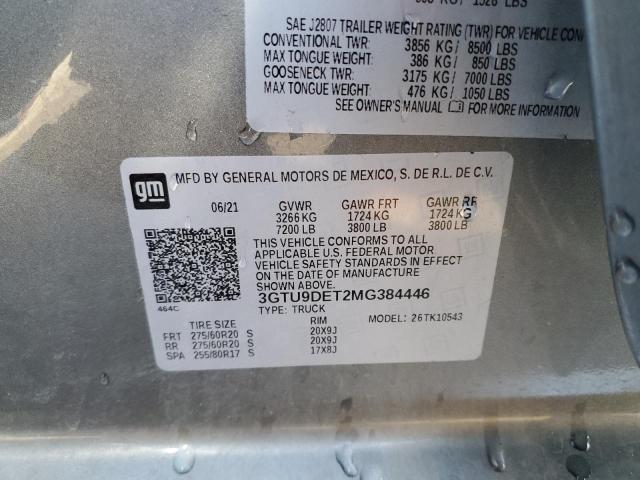 SAE J2807 TRAILER WEIGHT RATING (TWR) FOR VEHICLE
CONVENTIONAL TWR: 3856 KG / 8500 LBS
MAX TONGUE WEIGHT: 386 KG / 850 LBS
GOOSENECK TWR: 3175 KG / 7000 LBS
MAX TONGUE WEIGHT: 476 KG / 1050 LBS
SEE OWNER'S MANUAL FOR MORE INFORMATION
gm MFD BY GENERAL MOTORS DE MEXICO, S. DE R.L. DE C.V.
06/21 GVWR GAWR FRT GAWR RR
3266 KG 1724 KG 1724 KG
7200 LB 3800 LB 3800 LB
THIS VEHICLE CONFORMS TO ALL
APPLICABLE U.S. FEDERAL MOTOR
VEHICLE SAFETY STANDARDS IN EFFECT
ON THE DATE OF MANUFACTURE
SHOWN ABOVE.
3GTU9DET2MG384446
464C TYPE: TRUCK MODEL: 26TK10543
TIRE SIZE RIM
FRT 275/60R20 S 20X9J
RR 275/60R20 S 20X9J
SPA 255/80R17 S 17X8J